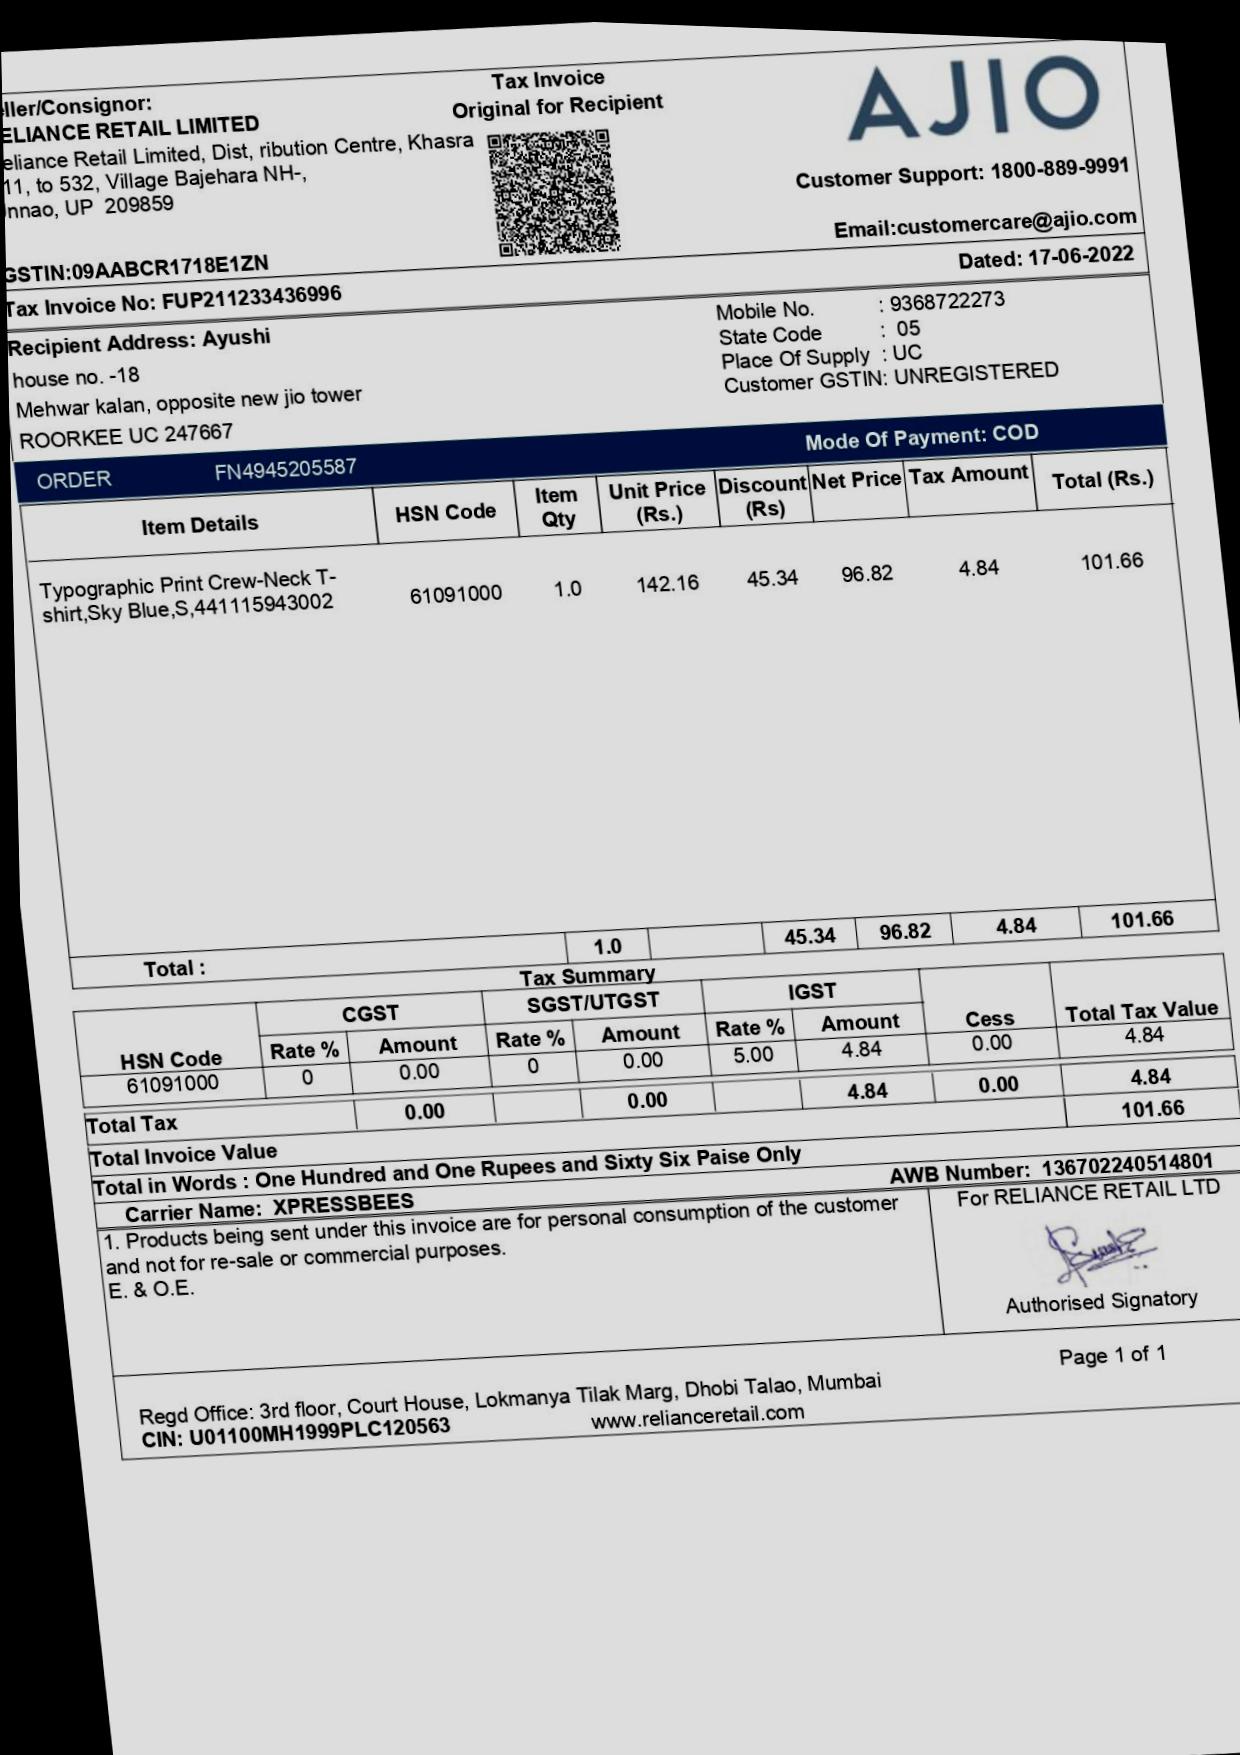 Tax Invoice
Original for Recipient
AJIO
ller/Consignor:
ELIANCE RETAIL LIMITED
eliance Retail Limited, Dist, ribution Centre, Khasra
11, to 532, Village Bajehara NH-,
nnao, UP 209859
Customer Support: 1800-889-9991
Email:customercare@ajio.com
GSTIN:09AABCR1718E1ZN
Dated: 17-06-2022
Tax Invoice No: FUP211233436996
Recipient Address: Ayushi
house no. -18
Mehwar kalan, opposite new jio tower
ROORKEE UC 247667
Mobile No. : 9368722273
State Code : 05
Place Of Supply : UC
Customer GSTIN: UNREGISTERED
ORDER FN4945205587 Mode Of Payment: COD
Item Details HSN Code Item Qty Unit Price (Rs.) Discount (Rs) Net Price Tax Amount Total (Rs.)
Typographic Print Crew-Neck T- 61091000 1.0 142.16 45.34 96.82 4.84 101.66
shirt,Sky Blue,S,441115943002
Total : 1.0 45.34 96.82 4.84 101.66
Tax Summary
HSN Code CGST SGST/UTGST IGST Cess Total Tax Value
Rate % Amount Rate % Amount Rate % Amount
61091000 0 0.00 0 0.00 5.00 4.84 0.00 4.84
Total Tax 0.00 0.00 4.84 0.00 4.84
Total Invoice Value 101.66
Total in Words : One Hundred and One Rupees and Sixty Six Paise Only
Carrier Name: XPRESSBEES AWB Number: 136702240514801
1. Products being sent under this invoice are for personal consumption of the customer
and not for re-sale or commercial purposes.
E. & O.E.
For RELIANCE RETAIL LTD
Authorised Signatory
Page 1 of 1
Regd Office: 3rd floor, Court House, Lokmanya Tilak Marg, Dhobi Talao, Mumbai
CIN: U01100MH1999PLC120563 www.relianceretail.com